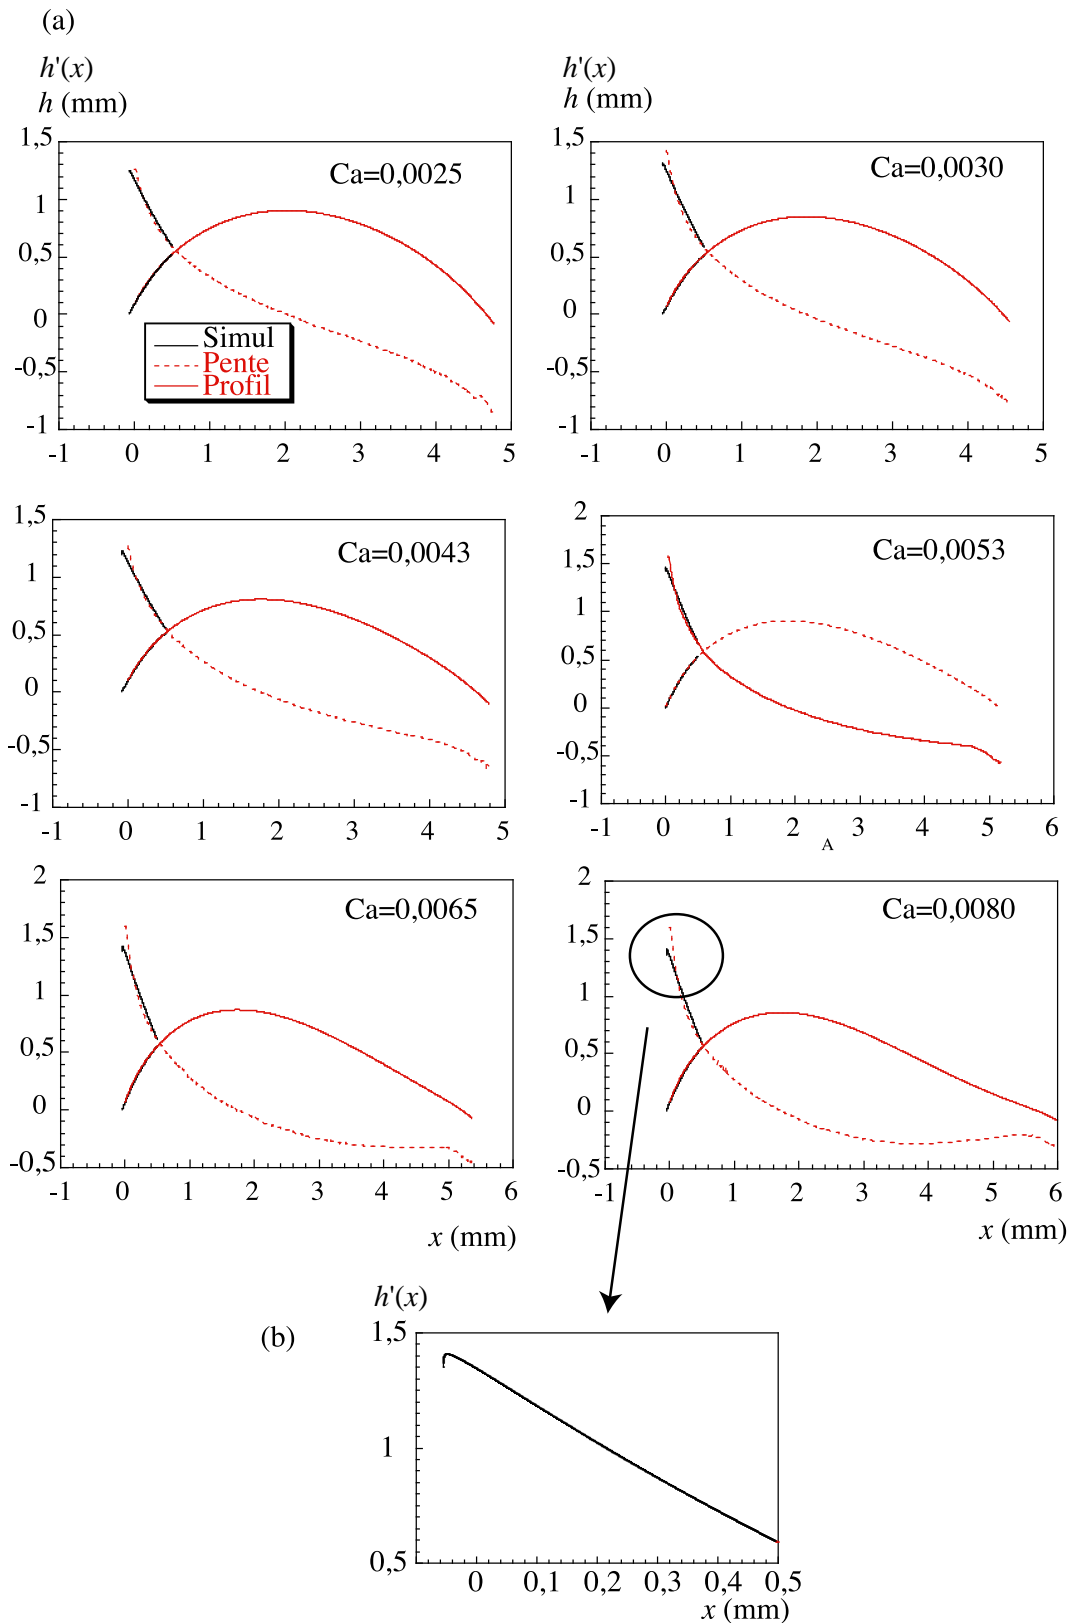 (a)
h'(x)
h (mm)
h'(x)
h (mm)
1,5
1
0,5
0
-0,5
-1
-1 0 1 2 3 4 5
Ca=0,0025
Simul
Pente
Profil
1,5
1
0,5
0
-0,5
-1
-1 0 1 2 3 4 5
Ca=0,0030
1,5
1
0,5
0
-0,5
-1
-1 0 1 2 3 4 5
Ca=0,0043
2
1,5
1
0,5
0
-0,5
-1
-1 0 1 2 3 4 5 6
A
Ca=0,0053
2
1,5
1
0,5
0
-0,5
-1 0 1 2 3 4 5 6
Ca=0,0065
x (mm)
2
1,5
1
0,5
0
-0,5
-1 0 1 2 3 4 5 6
Ca=0,0080
x (mm)
(b)
h'(x)
1,5
1
0,5
0 0,1 0,2 0,3 0,4 0,5
x (mm)